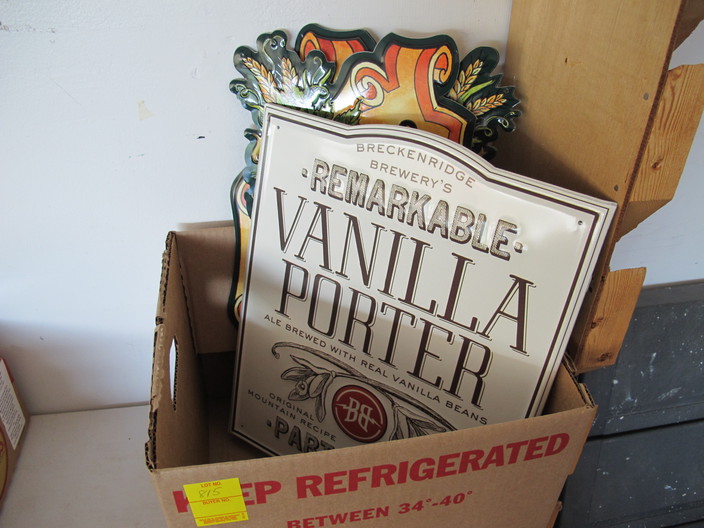 BRECKENRIDGE
BREWERY'S
·REMARKABLE·
VANILLA
PORTER
ALE BREWED WITH REAL VANILLA BEANS
ORIGINAL
MOUNTAIN RECIPE
BB
LOT NO.
815
KEEP REFRIGERATED
BETWEEN 34°-40°